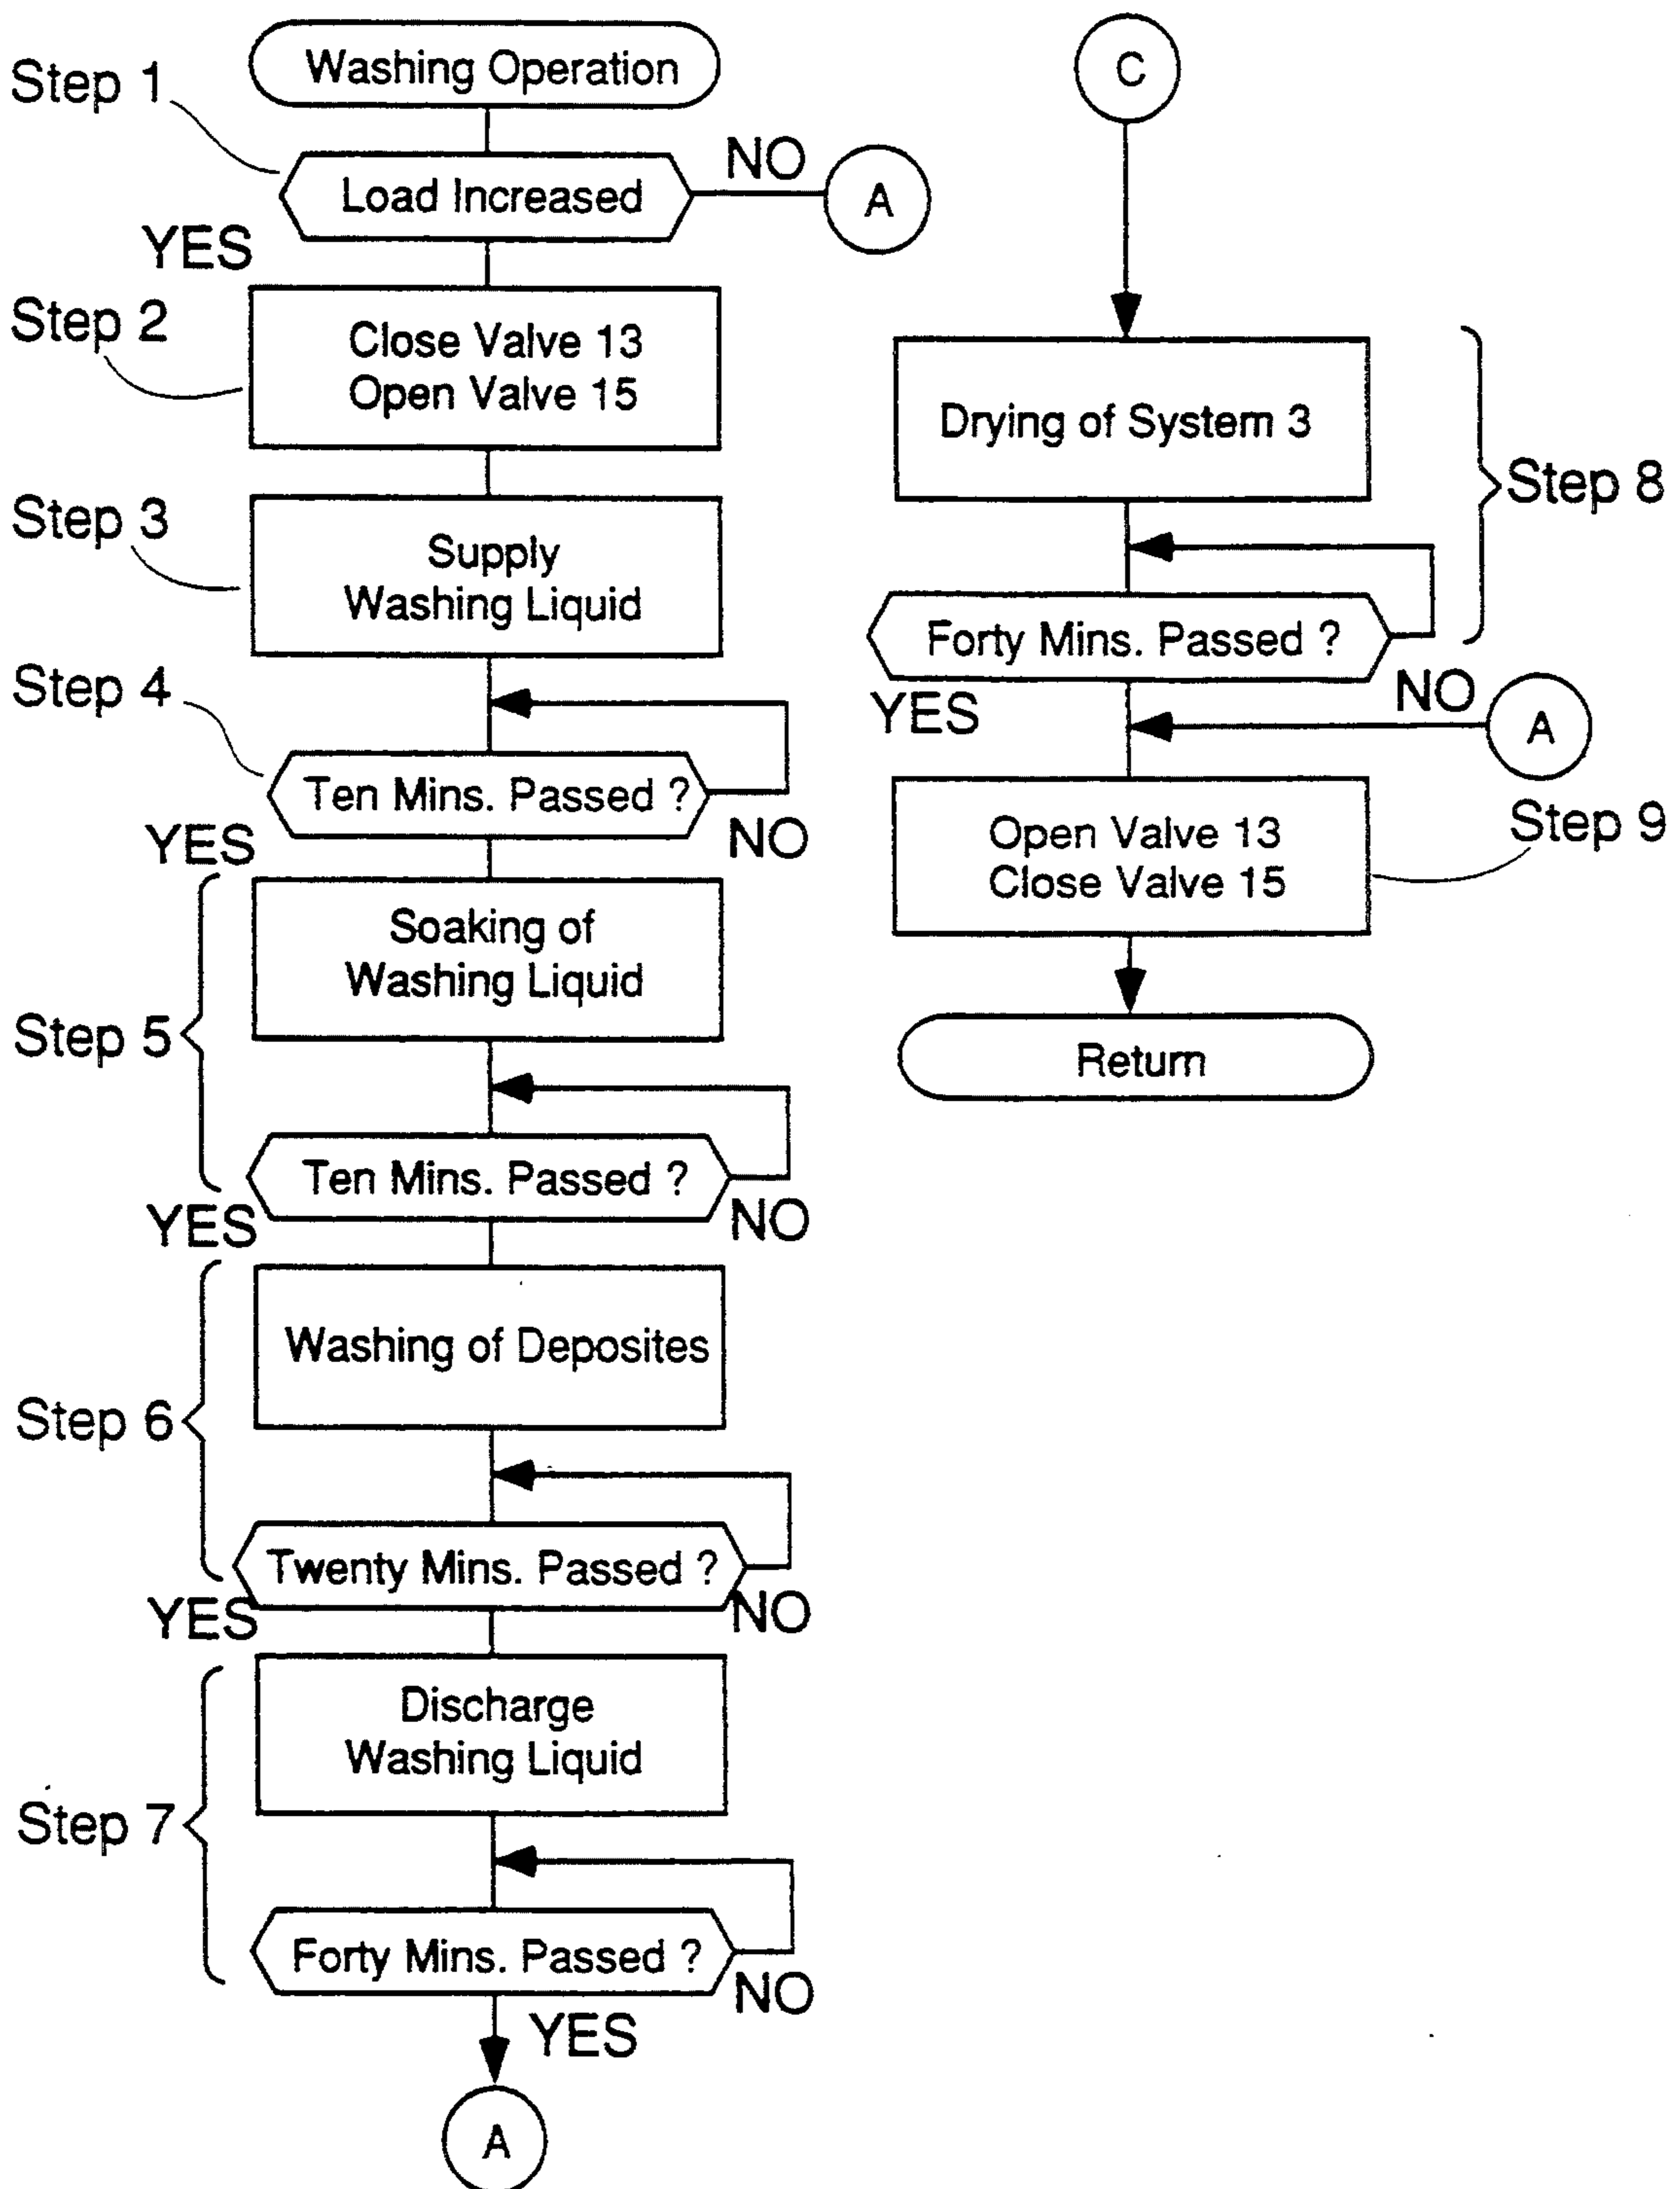 Washing Operation
Step 1
Load Increased
NO
A
YES
Step 2
Close Valve 13
Open Valve 15
Step 3
Supply
Washing Liquid
Step 4
Ten Mins. Passed ?
YES
NO
Soaking of
Washing Liquid
Step 5
Ten Mins. Passed ?
YES
NO
Washing of Deposites
Step 6
Twenty Mins. Passed ?
YES
NO
Discharge
Washing Liquid
Step 7
Forty Mins. Passed ?
NO
YES
A
C
Drying of System 3
Step 8
Forty Mins. Passed ?
YES
NO
A
Open Valve 13
Close Valve 15
Step 9
Return